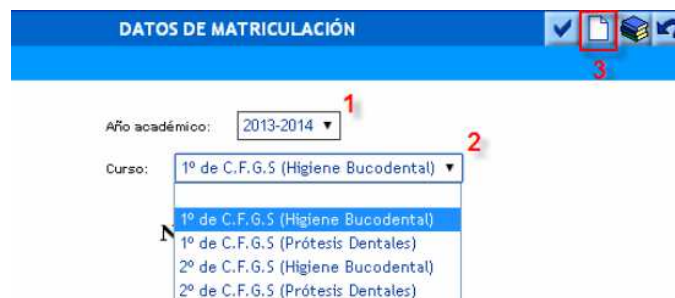 DATOS DE MATRICULACIÓN
3
Año académico: 2013-2014 1
2
Curso: 1º de C.F.G.S (Higiene Bucodental)
1º de C.F.G.S (Higiene Bucodental)
N
1º de C.F.G.S (Prótesis Dentales)
2º de C.F.G.S (Higiene Bucodental)
2º de C.F.G.S (Prótesis Dentales)